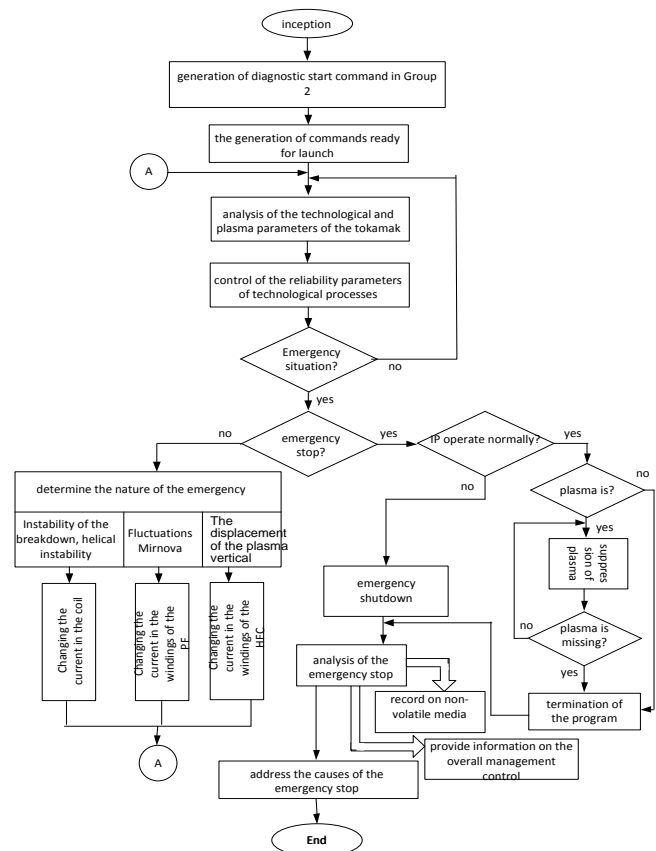 inception
generation of diagnostic start command in Group
2
the generation of commands ready
for launch
A
analysis of the technological and
plasma parameters of the tokamak
control of the reliability parameters
of technological processes
Emergency
situation?
no
yes
emergency
stop?
no
yes
IP operate normally?
yes
no
plasma is?
no
yes
suppres
sion of
plasma
plasma is
missing?
no
yes
termination of
the program
determine the nature of the emergency
Instability of the
breakdown, helical
instability
Fluctuations
Mirnova
The
displacement
of the plasma
vertical
Changing the
current in the coil
Changing the
current in the
windings of the
PF
Changing the
current in the
windings of the
HFC
A
emergency
shutdown
analysis of the
emergency stop
record on non-
volatile media
provide information on the
overall management
control
address the causes of the
emergency stop
End